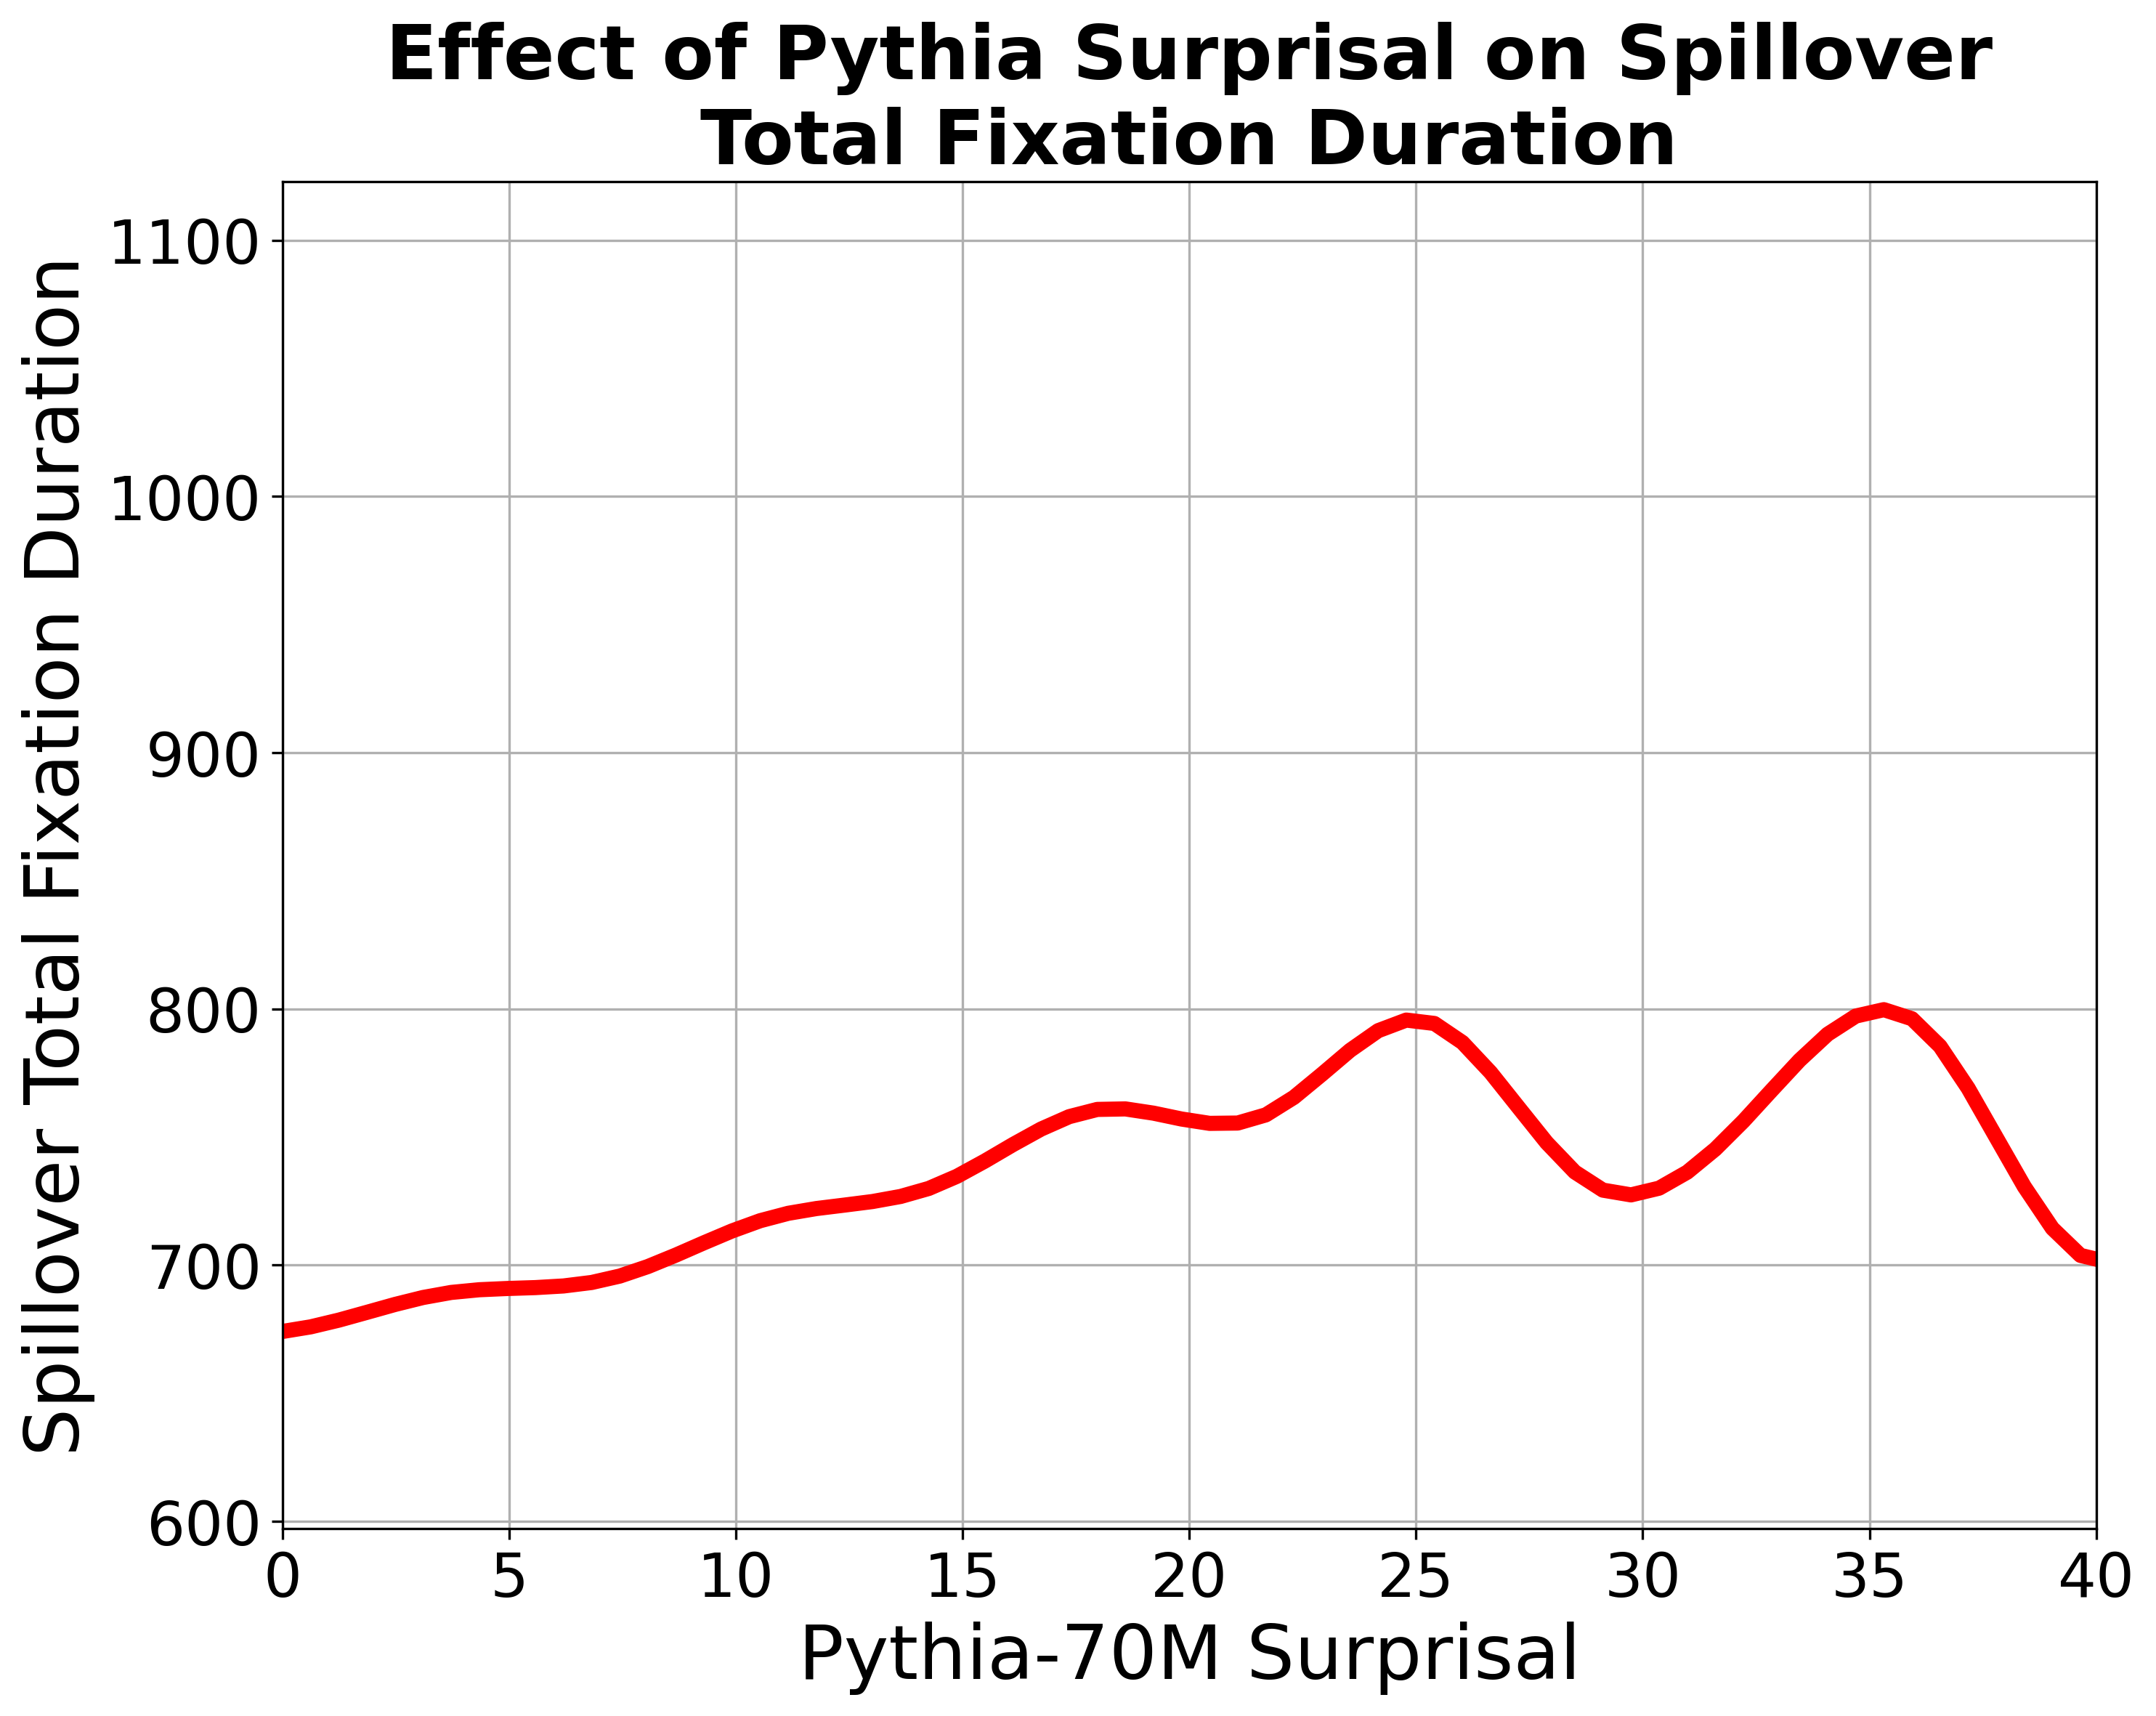 Effect of Pythia Surprisal on Spillover
Total Fixation Duration
Spillover Total Fixation Duration
1100
1000
900
800
700
600
0 5 10 15 20 25 30 35 40
Pythia-70M Surprisal